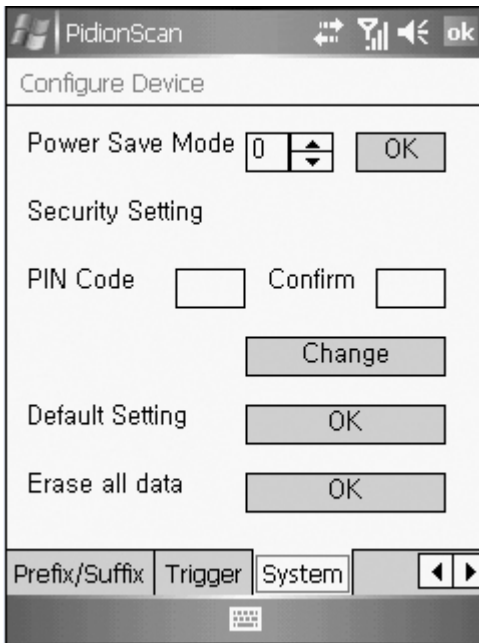 PidionScan ok
Configure Device
Power Save Mode 0 OK
Security Setting
PIN Code Confirm
Change
Default Setting OK
Erase all data OK
Prefix/Suffix Trigger System